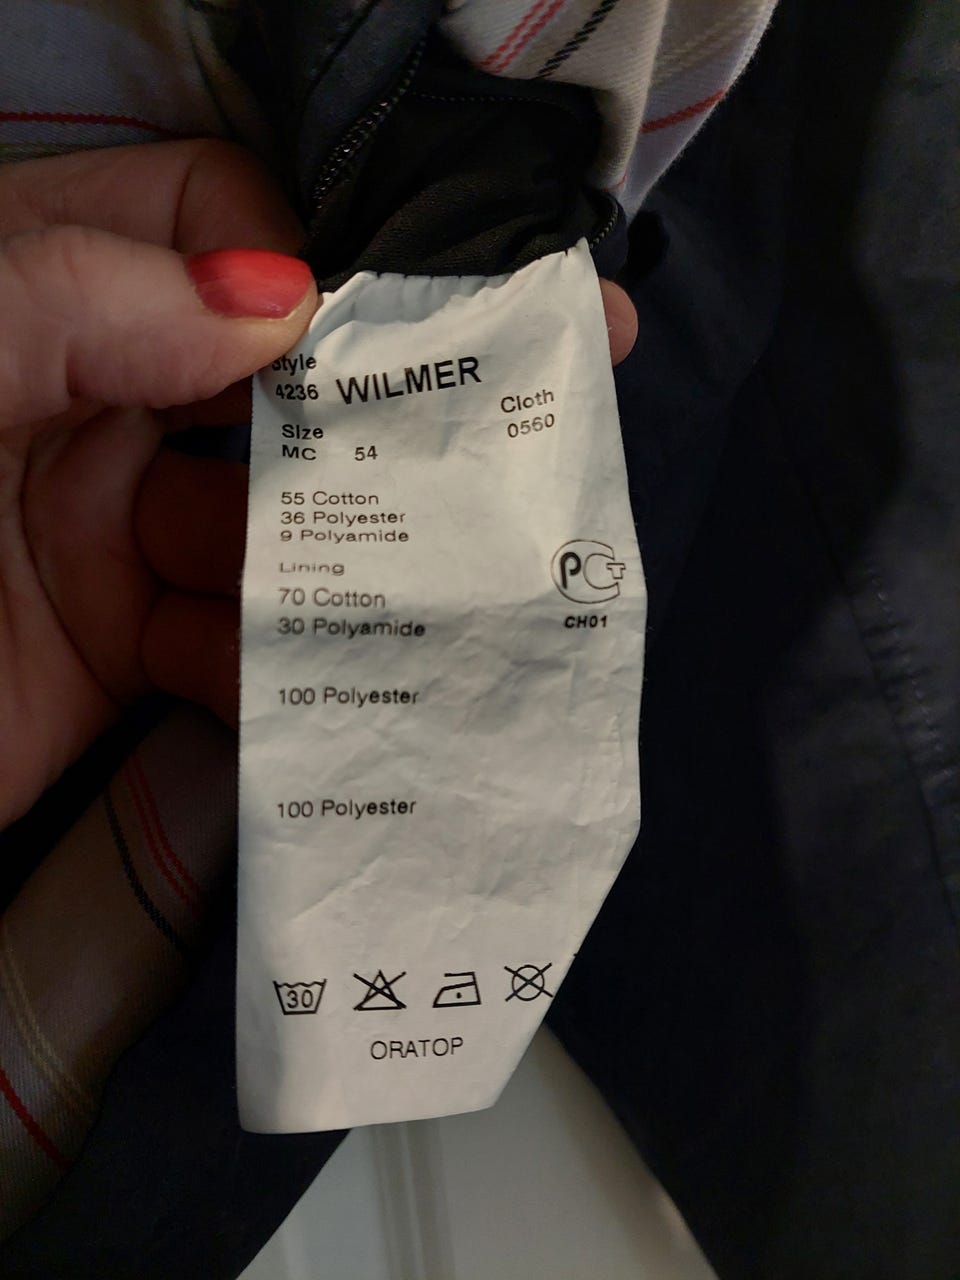 Style
4236 WILMER
Cloth
0560
Size
MC 54
55 Cotton
36 Polyester
9 Polyamide
Lining
70 Cotton
30 Polyamide
PCT
CH01
100 Polyester
100 Polyester
30
ORATOP